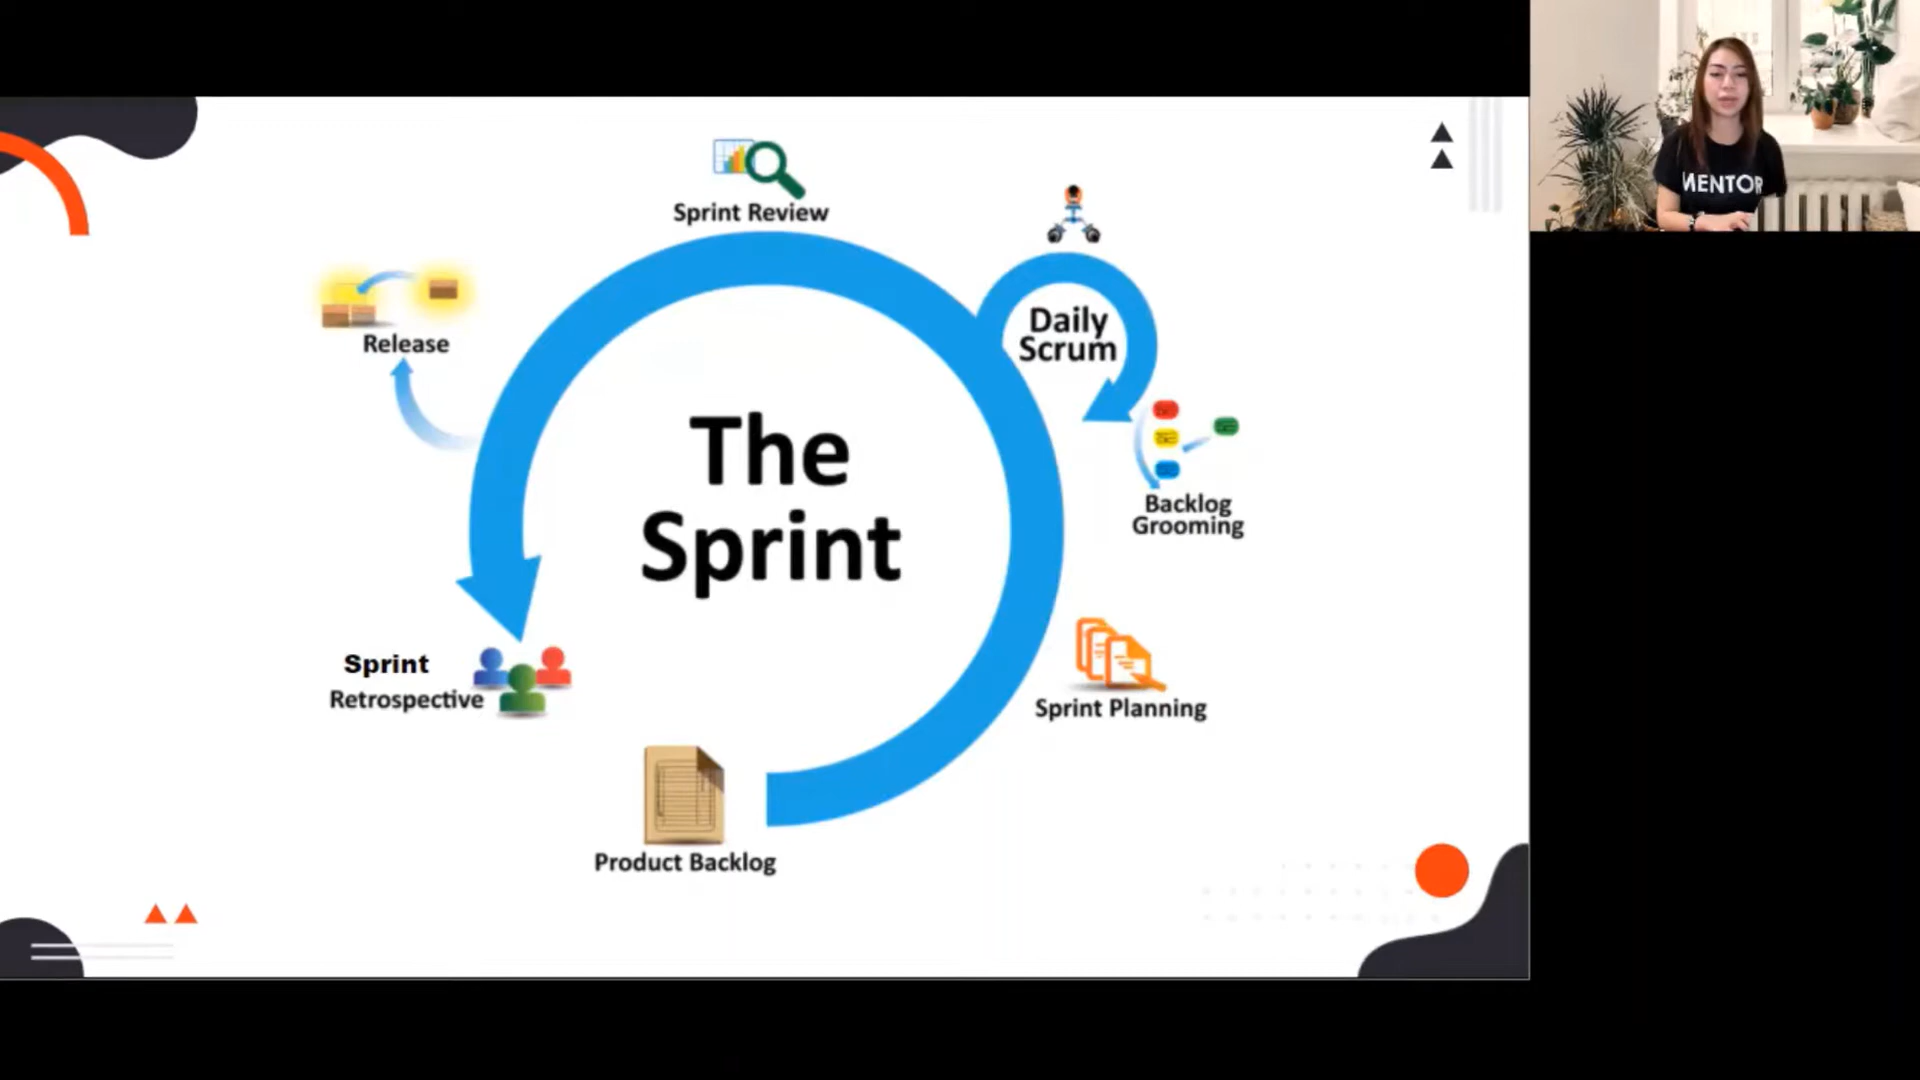 MENTOR
Sprint Review
Daily
Scrum
Release
The
Sprint
Backlog
Grooming
Sprint
Retrospective
Sprint Planning
Product Backlog